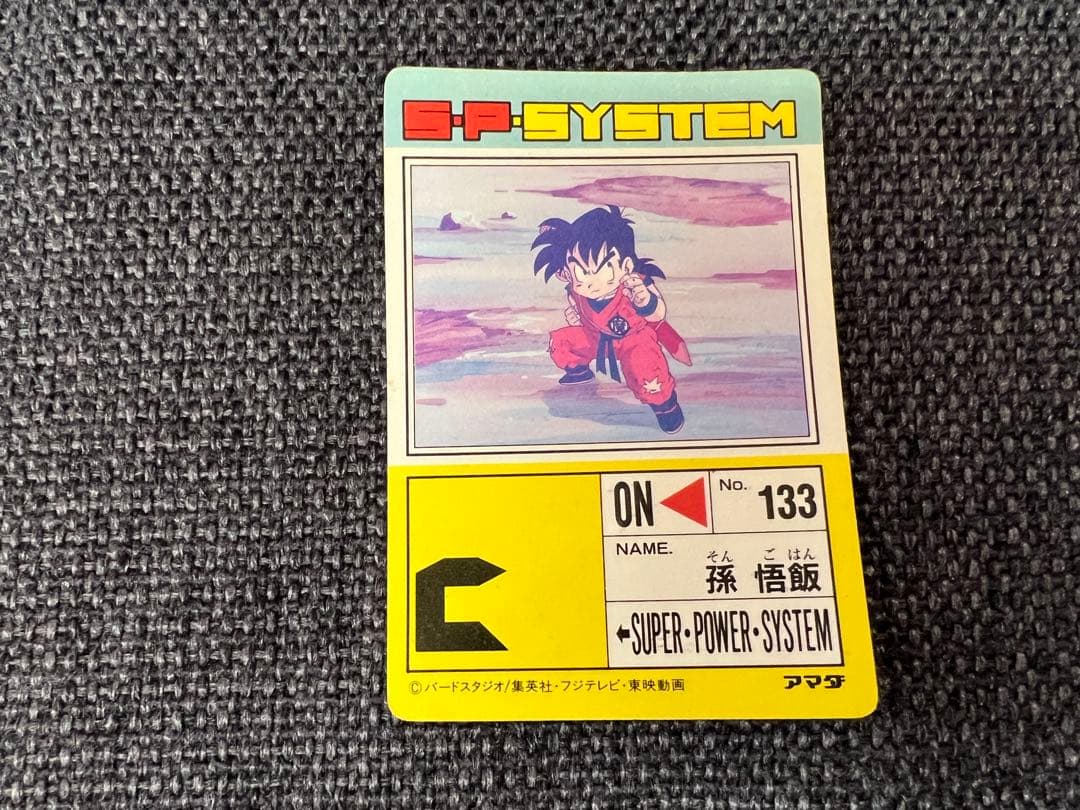 S・P・SYSTEM
ON
No. 133
NAME.
そん ご はん
孫 悟飯
SUPER・POWER・SYSTEM
©バードスタジオ/集英社・フジテレビ・東映動画
アマダ